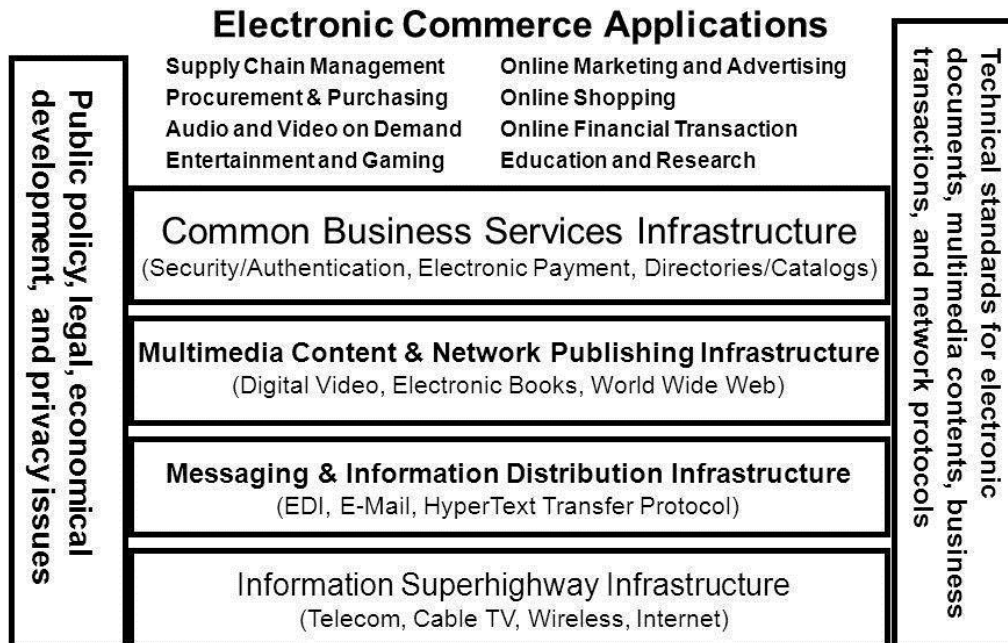 Electronic Commerce Applications
Supply Chain Management
Procurement & Purchasing
Audio and Video on Demand
Entertainment and Gaming
Online Marketing and Advertising
Online Shopping
Online Financial Transaction
Education and Research
Public policy, legal, economical
development, and privacy issues
Common Business Services Infrastructure
(Security/Authentication, Electronic Payment, Directories/Catalogs)
Multimedia Content & Network Publishing Infrastructure
(Digital Video, Electronic Books, World Wide Web)
Messaging & Information Distribution Infrastructure
(EDI, E-Mail, HyperText Transfer Protocol)
Information Superhighway Infrastructure
(Telecom, Cable TV, Wireless, Internet)
Technical standards for electronic
documents, multimedia contents, business
transactions, and network protocols